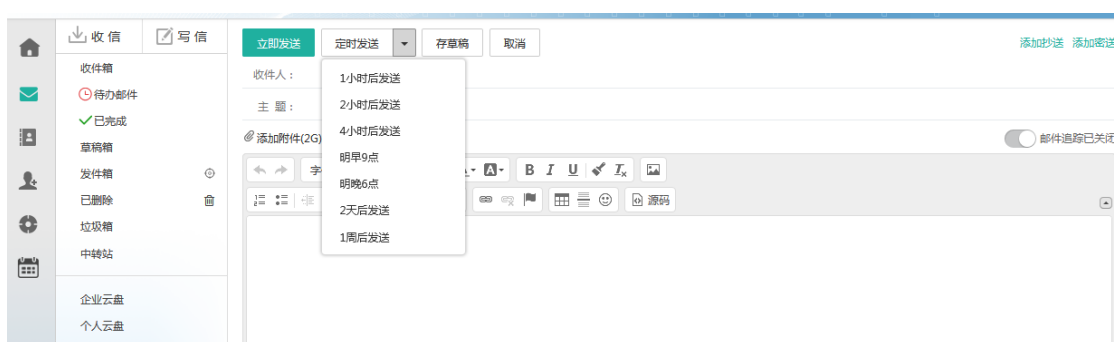 收 信
写 信
收件箱
待办邮件
已完成
草稿箱
发件箱
已删除
垃圾箱
中转站
企业云盘
个人云盘
立即发送 定时发送 存草稿 取消
添加抄送 添加密送
收件人：
主 题：
添加附件(2G)
邮件追踪已关闭
1小时后发送
2小时后发送
4小时后发送
明早9点
明晚6点
2天后发送
1周后发送
字
B I U Ix
源码